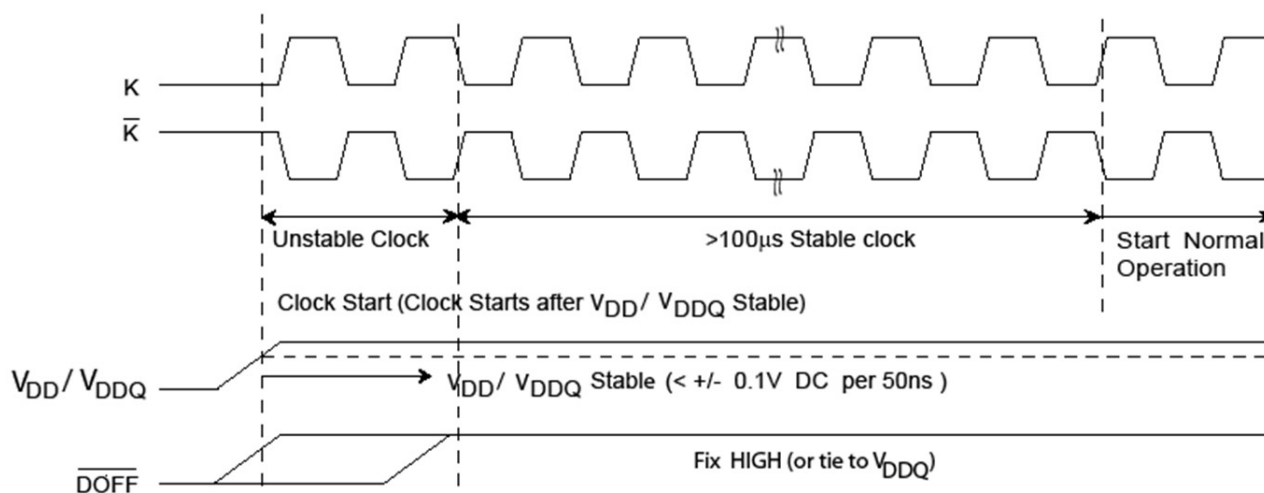 K
K̅
Unstable Clock
>100μs Stable clock
Start Normal
Operation
Clock Start (Clock Starts after VDD/ VDDQ Stable)
VDD/ VDDQ
VDD/ VDDQ Stable (< +/- 0.1V DC per 50ns )
D̅O̅F̅F̅
Fix HIGH (or tie to VDDQ)